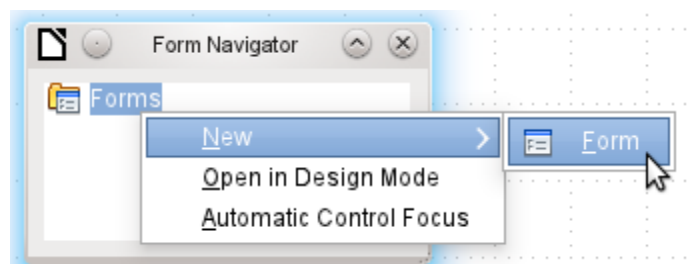 Form Navigator
Forms
New
Form
Open in Design Mode
Automatic Control Focus